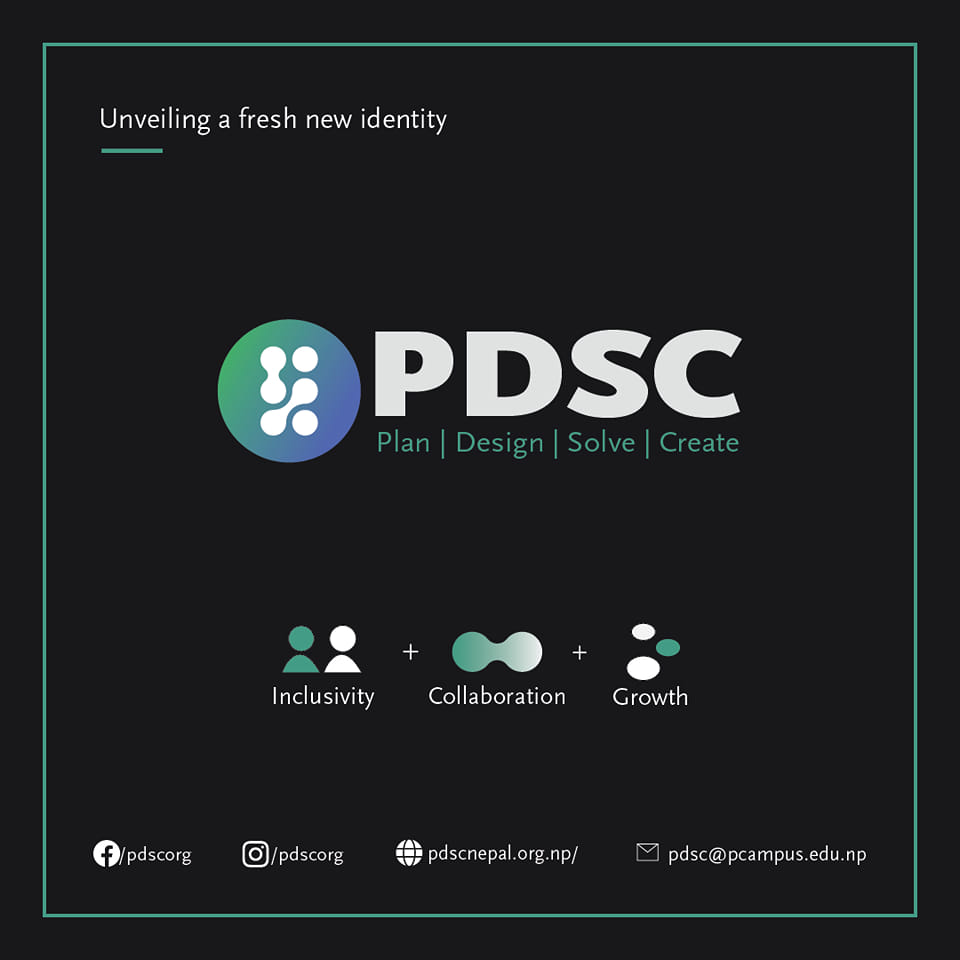 Unveiling a fresh new identity
PDSC
Plan | Design | Solve | Create
+ +
Inclusivity Collaboration Growth
/pdscorg /pdscorg pdscnepal.org.np/ pdsc@pcampus.edu.np